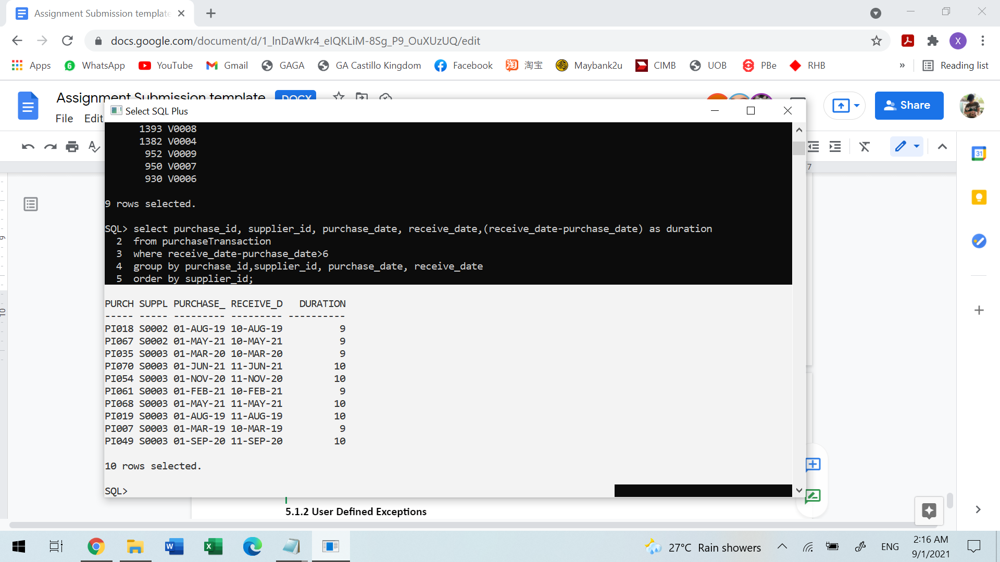 Assignment Submission template
docs.google.com/document/d/1_lnDaWkr4_eIQKLiM-8Sg_P9_OuXUzUQ/edit
X
Apps
WhatsApp
YouTube
Gmail
GAGA
GA Castillo Kingdom
Facebook
淘宝
Maybank2u
CIMB
UOB
PBe
RHB
»
Reading list
Assignment Submission template
DOCX
File Edit
Share
Select SQL Plus
1393 V0008
1382 V0004
952 V0009
950 V0007
930 V0006
9 rows selected.
SQL> select purchase_id, supplier_id, purchase_date, receive_date,(receive_date-purchase_date) as duration
2 from purchaseTransaction
3 where receive_date-purchase_date>6
4 group by purchase_id,supplier_id, purchase_date, receive_date
5 order by supplier_id;
PURCH SUPPL PURCHASE_ RECEIVE_D DURATION
----- ----- --------- --------- ----------
PI018 S0002 01-AUG-19 10-AUG-19 9
PI067 S0002 01-MAY-21 10-MAY-21 9
PI035 S0003 01-MAR-20 10-MAR-20 9
PI070 S0003 01-JUN-21 11-JUN-21 10
PI054 S0003 01-NOV-20 11-NOV-20 10
PI061 S0003 01-FEB-21 10-FEB-21 9
PI068 S0003 01-MAY-21 11-MAY-21 10
PI019 S0003 01-AUG-19 11-AUG-19 10
PI007 S0003 01-MAR-19 10-MAR-19 9
PI049 S0003 01-SEP-20 11-SEP-20 10
10 rows selected.
SQL>
7
9
10
31
5.1.2 User Defined Exceptions
27°C Rain showers
ENG
2:16 AM
9/1/2021